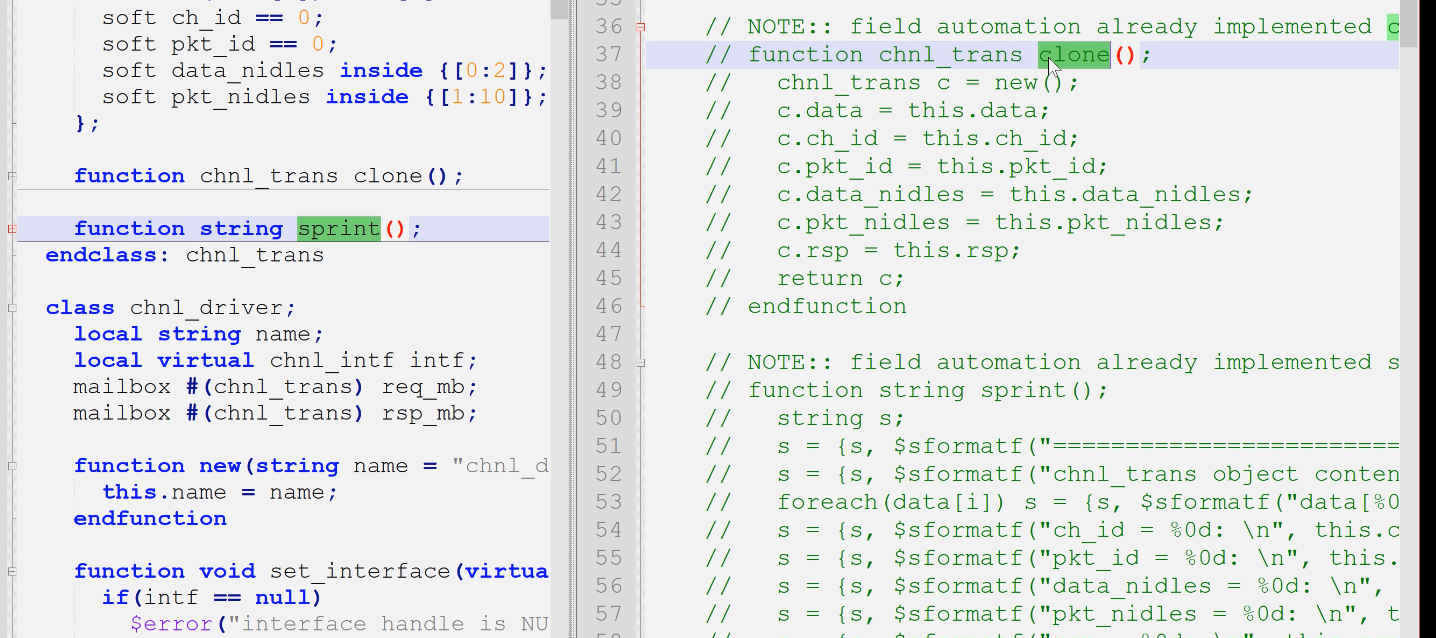 soft ch_id == 0;
soft pkt_id == 0;
soft data_nidles inside {[0:2]};
soft pkt_nidles inside {[1:10]};
};
function chnl_trans clone();
function string sprint();
endclass: chnl_trans
class chnl_driver;
local string name;
local virtual chnl_intf intf;
mailbox #(chnl_trans) req_mb;
mailbox #(chnl_trans) rsp_mb;
function new(string name = "chnl_d
this.name = name;
endfunction
function void set_interface(virtua
if(intf == null)
$error("interface handle is NU
36 // NOTE:: field automation already implemented c
37 // function chnl_trans clone();
38 // chnl_trans c = new();
39 // c.data = this.data;
40 // c.ch_id = this.ch_id;
41 // c.pkt_id = this.pkt_id;
42 // c.data_nidles = this.data_nidles;
43 // c.pkt_nidles = this.pkt_nidles;
44 // c.rsp = this.rsp;
45 // return c;
46 // endfunction
47
48 // NOTE:: field automation already implemented s
49 // function string sprint();
50 // string s;
51 // s = {s, $sformatf("========================
52 // s = {s, $sformatf("chnl_trans object conten
53 // foreach(data[i]) s = {s, $sformatf("data[%0
54 // s = {s, $sformatf("ch_id = %0d: \n", this.c
55 // s = {s, $sformatf("pkt_id = %0d: \n", this.
56 // s = {s, $sformatf("data_nidles = %0d: \n",
57 // s = {s, $sformatf("pkt_nidles = %0d: \n", t